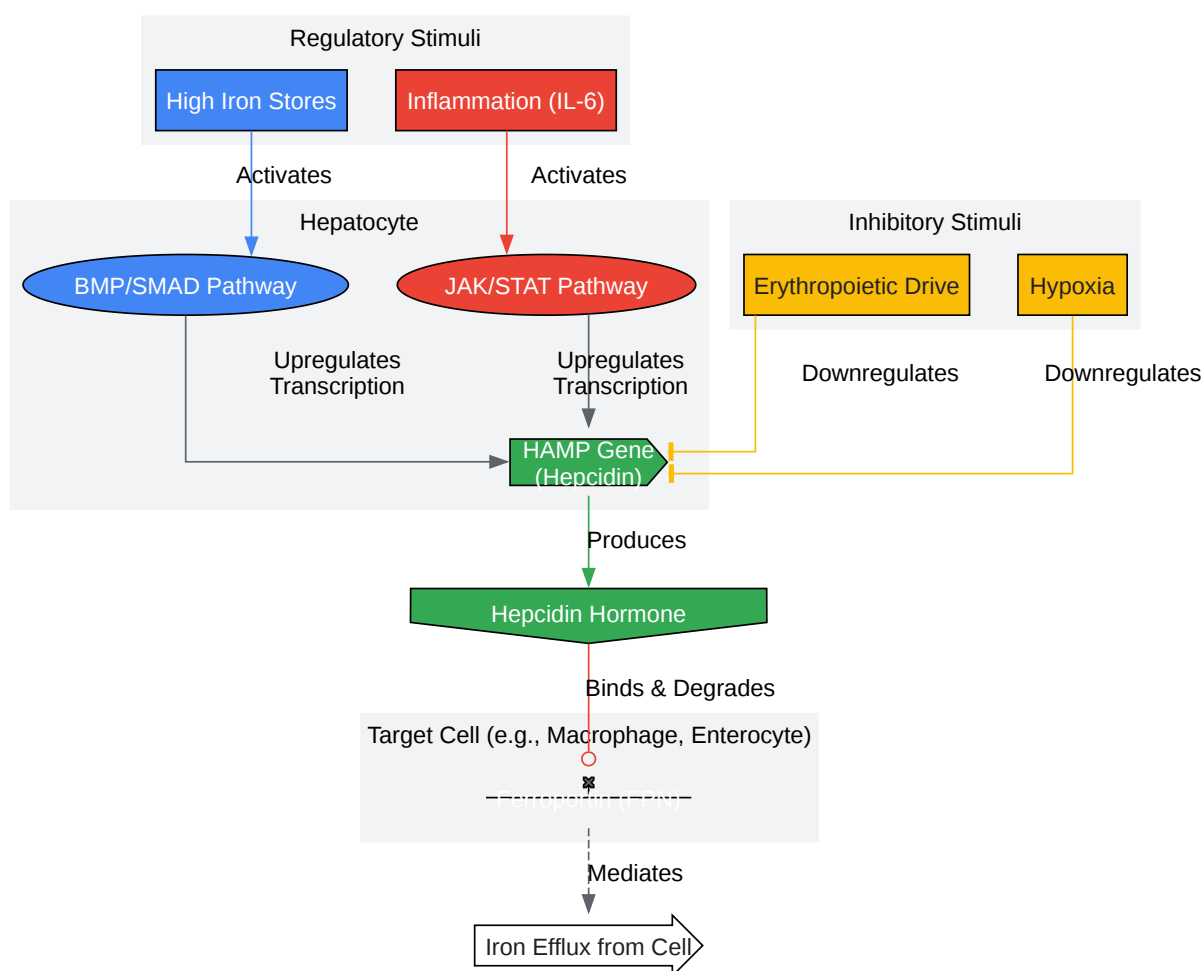 Regulatory Stimuli
High Iron Stores
Inflammation (IL-6)
Activates
Activates
Hepatocyte
Inhibitory Stimuli
BMP/SMAD Pathway
JAK/STAT Pathway
Erythropoietic Drive
Hypoxia
Upregulates
Transcription
Upregulates
Transcription
Downregulates
Downregulates
HAMP Gene
(Hepcidin)
Produces
Hepcidin Hormone
Binds & Degrades
Target Cell (e.g., Macrophage, Enterocyte)
Ferroportin (FPN)
Mediates
Iron Efflux from Cell